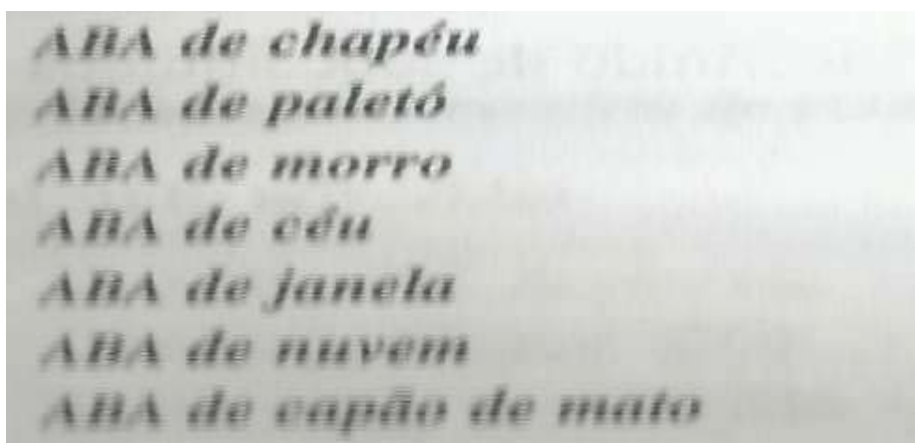 ABA de chapéu
ABA de paletó
ABA de morro
ABA de céu
ABA de janela
ABA de nuvem
ABA de capão de mato